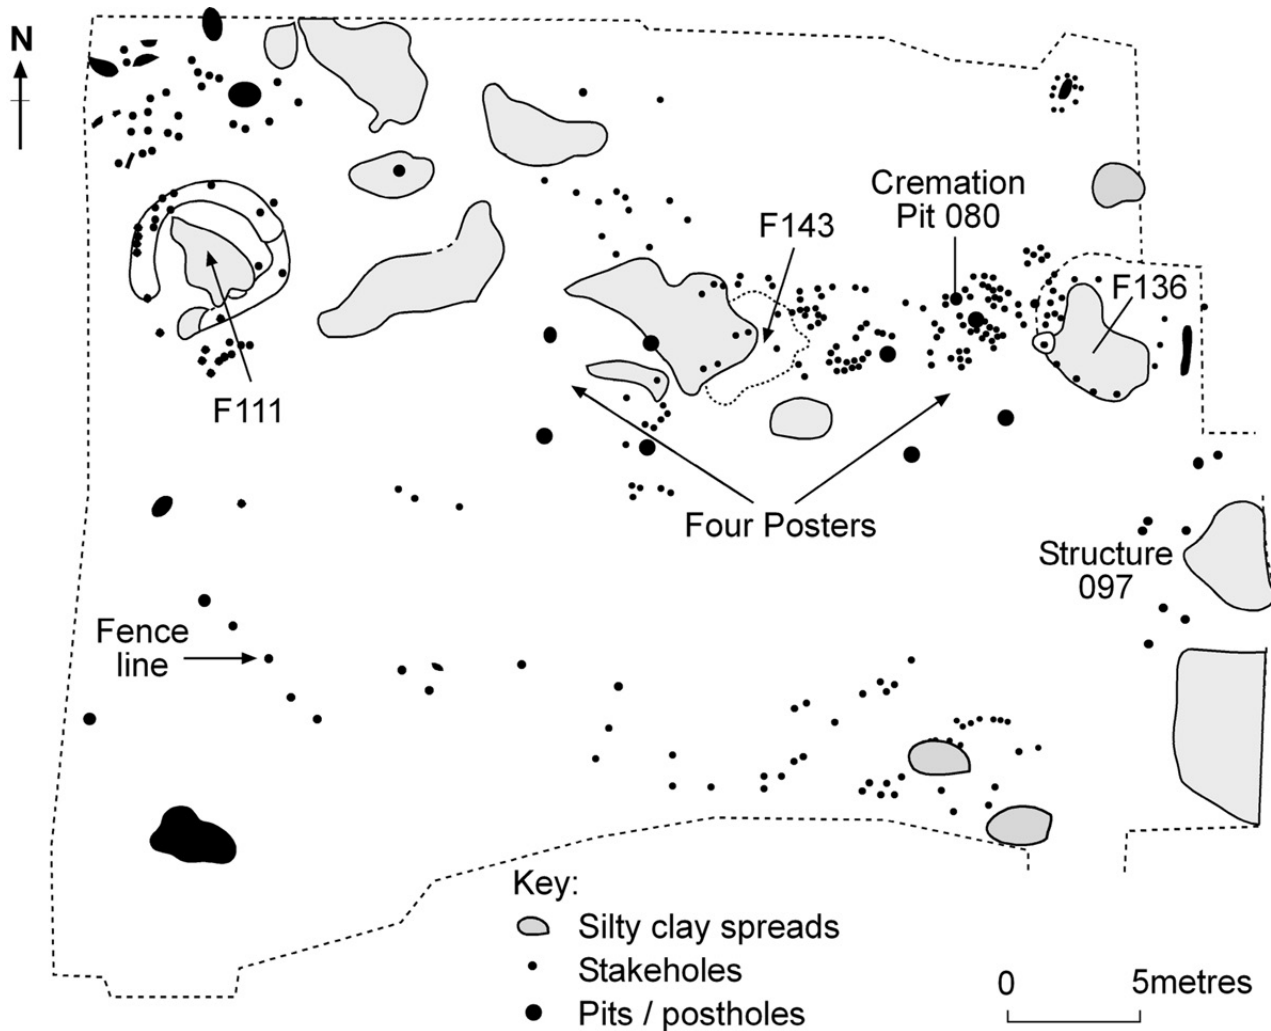 N
Cremation
Pit 080
F143
F136
F111
Four Posters
Structure
097
Fence
line
Key:
Silty clay spreads
Stakeholes
Pits / postholes
0 5metres